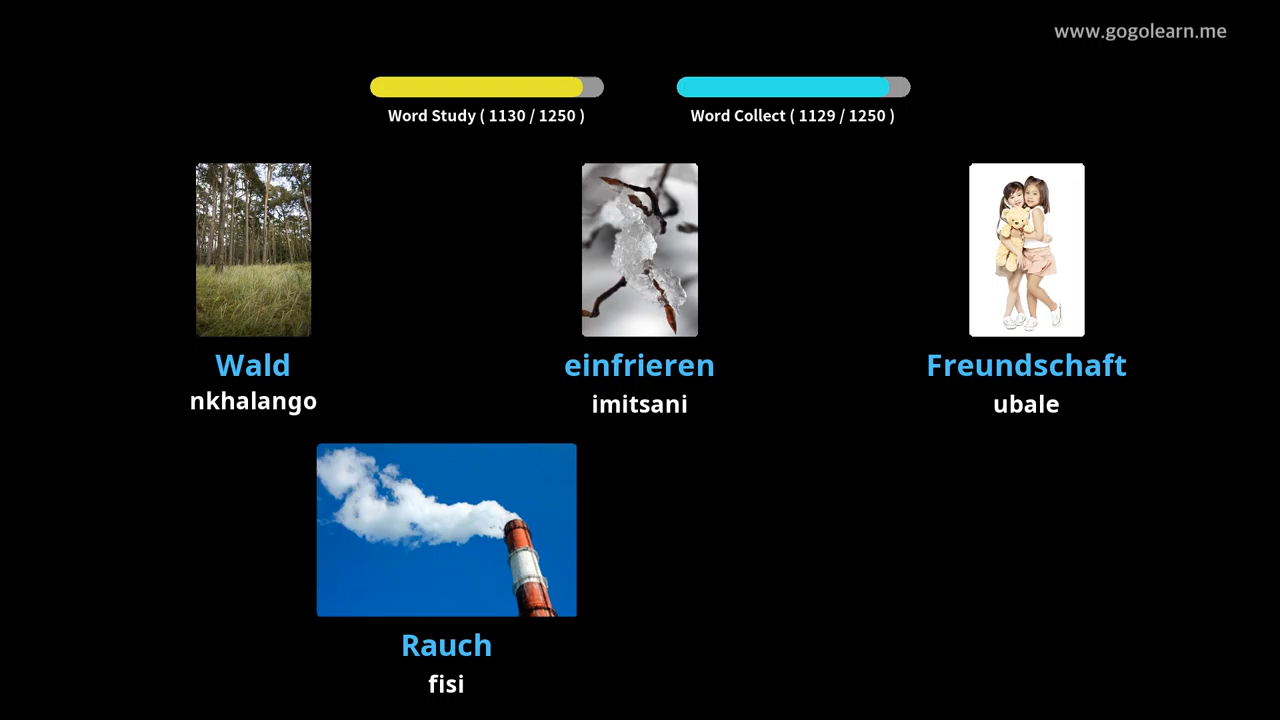 www.gogolearn.me
Word Study ( 1130 / 1250 )
Word Collect ( 1129 / 1250 )
Wald
nkhalango
einfrieren
imitsani
Freundschaft
ubale
Rauch
fisi